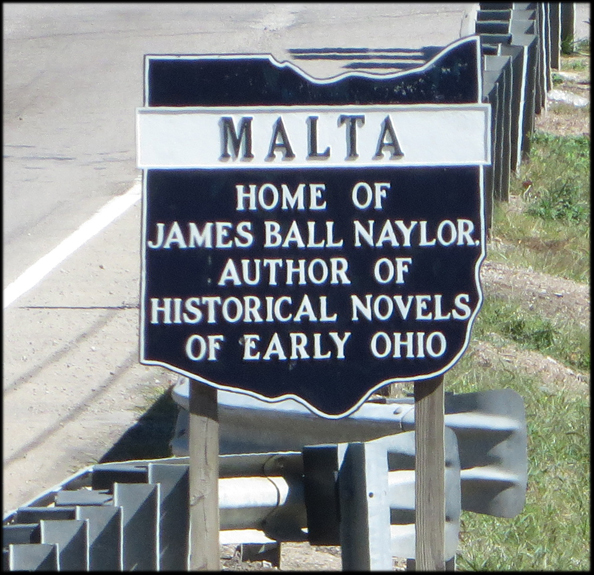 MALTA
HOME OF
JAMES BALL NAYLOR.
AUTHOR OF
HISTORICAL NOVELS
OF EARLY OHIO